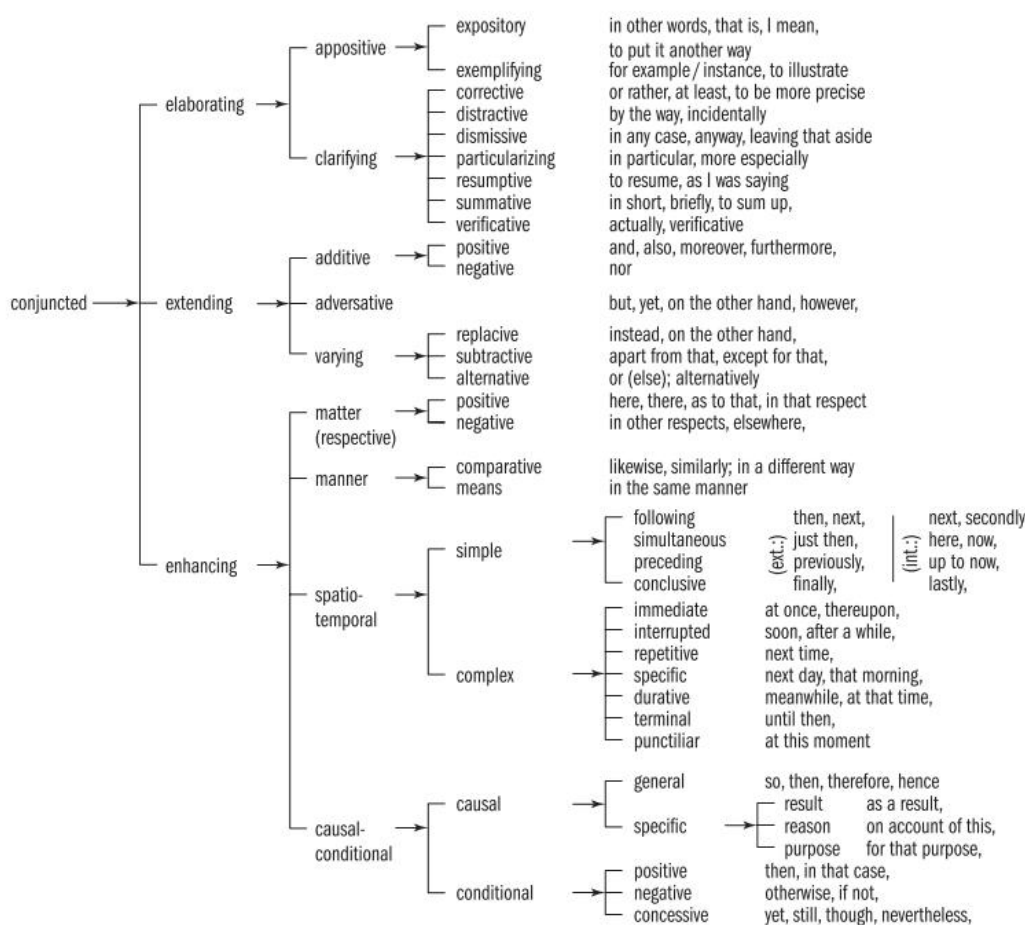 expository in other words, that is, I mean,
appositive to put it another way
exemplifying for example / instance, to illustrate
corrective or rather, at least, to be more precise
elaborating
distractive by the way, incidentally
dismissive in any case, anyway, leaving that aside
clarifying particularizing in particular, more especially
resumptive to resume, as I was saying
summative in short, briefly, to sum up,
verificative actually, verificative
additive positive and, also, moreover, furthermore,
negative nor
conjuncted extending adversative but, yet, on the other hand, however,
replacive instead, on the other hand,
varying subtractive apart from that, except for that,
alternative or (else); alternatively
matter positive here, there, as to that, in that respect
(respective) negative in other respects, elsewhere,
manner comparative likewise, similarly; in a different way
means in the same manner
following then, next, next, secondly
simple simultaneous (ext.:) just then, (int.:) here, now,
enhancing preceding previously, up to now,
conclusive finally, lastly,
spatio-
temporal immediate at once, thereupon,
interrupted soon, after a while,
repetitive next time,
complex specific next day, that morning,
durative meanwhile, at that time,
terminal until then,
punctiliar at this moment
general so, then, therefore, hence
causal result as a result,
causal- specific reason on account of this,
conditional purpose for that purpose,
positive then, in that case,
conditional negative otherwise, if not,
concessive yet, still, though, nevertheless,